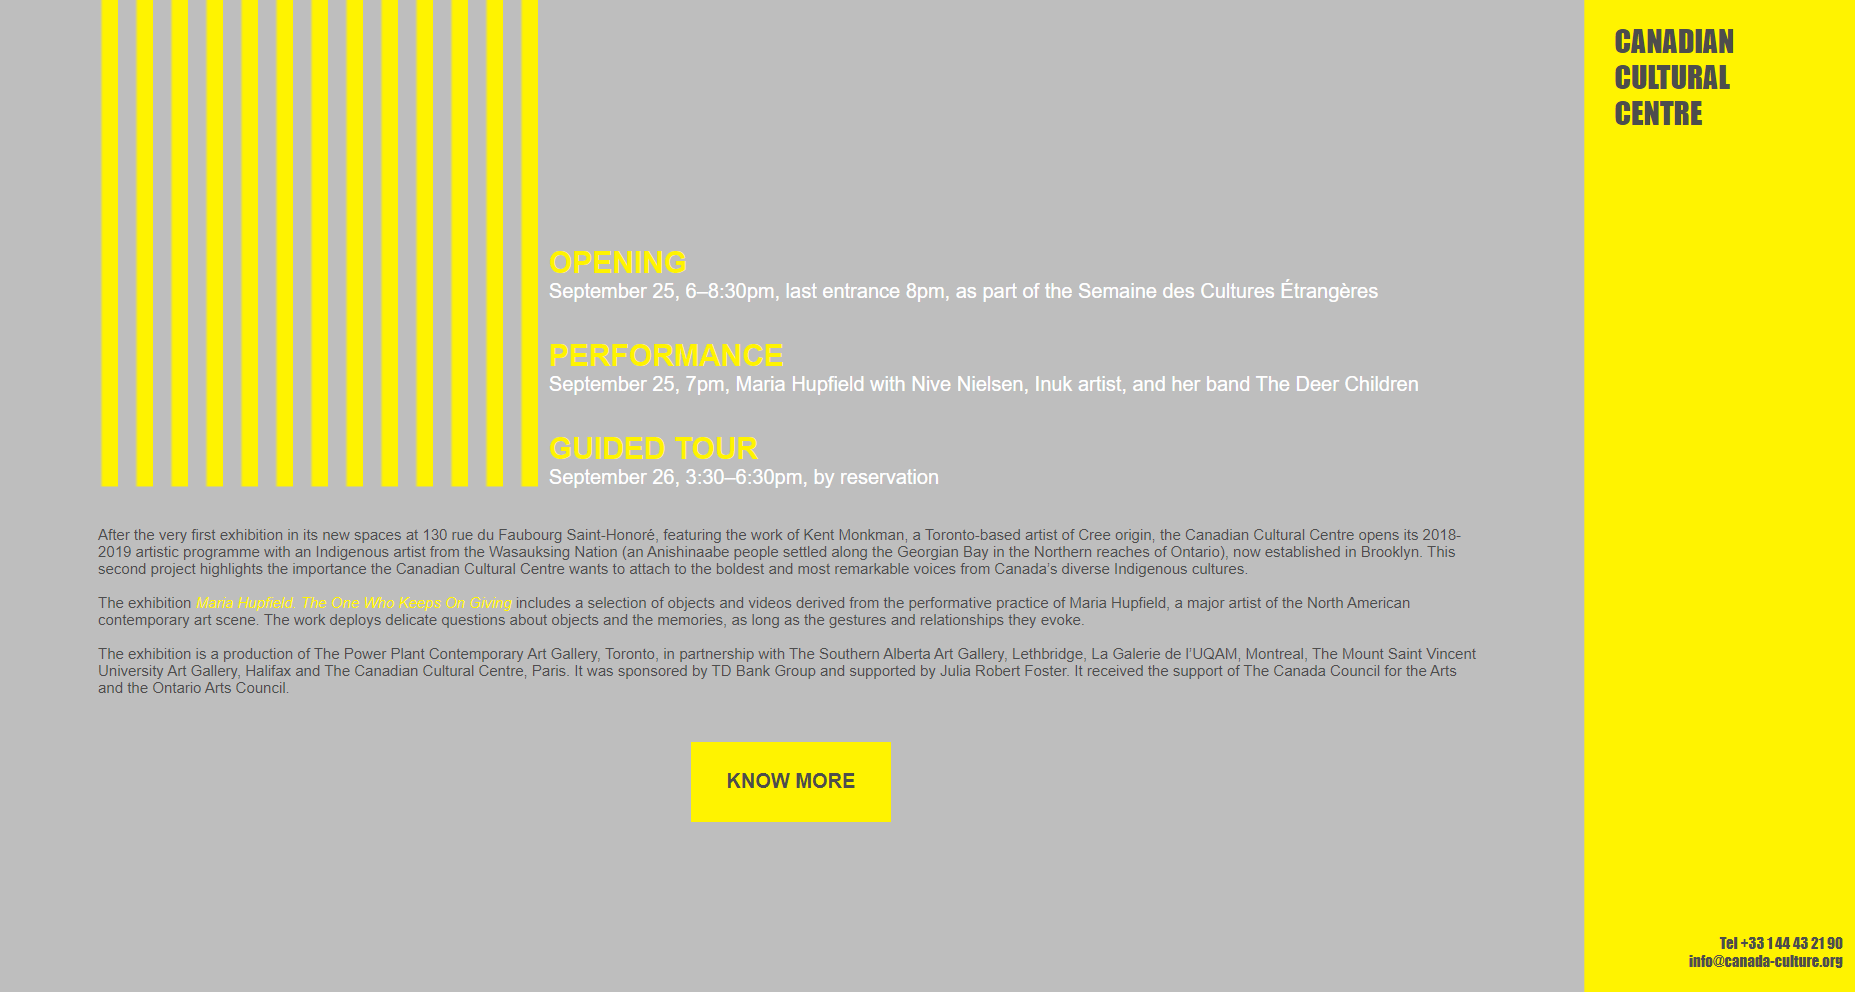 CANADIAN
CULTURAL
CENTRE
OPENING
September 25, 6–8:30pm, last entrance 8pm, as part of the Semaine des Cultures Étrangères
PERFORMANCE
September 25, 7pm, Maria Hupfield with Nive Nielsen, Inuk artist, and her band The Deer Children
GUIDED TOUR
September 26, 3:30–6:30pm, by reservation
After the very first exhibition in its new spaces at 130 rue du Faubourg Saint-Honoré, featuring the work of Kent Monkman, a Toronto-based artist of Cree origin, the Canadian Cultural Centre opens its 2018-
2019 artistic programme with an Indigenous artist from the Wasauksing Nation (an Anishinaabe people settled along the Georgian Bay in the Northern reaches of Ontario), now established in Brooklyn. This
second project highlights the importance the Canadian Cultural Centre wants to attach to the boldest and most remarkable voices from Canada’s diverse Indigenous cultures.
The exhibition Maria Hupfield. The One Who Keeps On Giving includes a selection of objects and videos derived from the performative practice of Maria Hupfield, a major artist of the North American
contemporary art scene. The work deploys delicate questions about objects and the memories, as long as the gestures and relationships they evoke.
The exhibition is a production of The Power Plant Contemporary Art Gallery, Toronto, in partnership with The Southern Alberta Art Gallery, Lethbridge, La Galerie de l’UQAM, Montreal, The Mount Saint Vincent
University Art Gallery, Halifax and The Canadian Cultural Centre, Paris. It was sponsored by TD Bank Group and supported by Julia Robert Foster. It received the support of The Canada Council for the Arts
and the Ontario Arts Council.
KNOW MORE
Tel +33 1 44 43 21 90
info@canada-culture.org